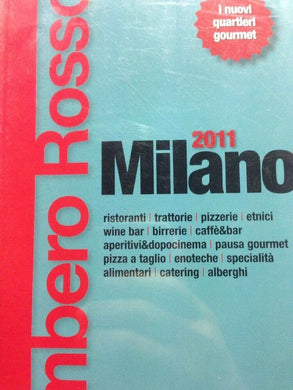 i nuovi
quartieri
gourmet
mbero Rosso
2011
Milano
ristoranti | trattorie | pizzerie | etnici
wine bar | birrerie | caffè&bar
aperitivi&dopocinema | pausa gourmet
pizza a taglio | enoteche | specialità
alimentari | catering | alberghi